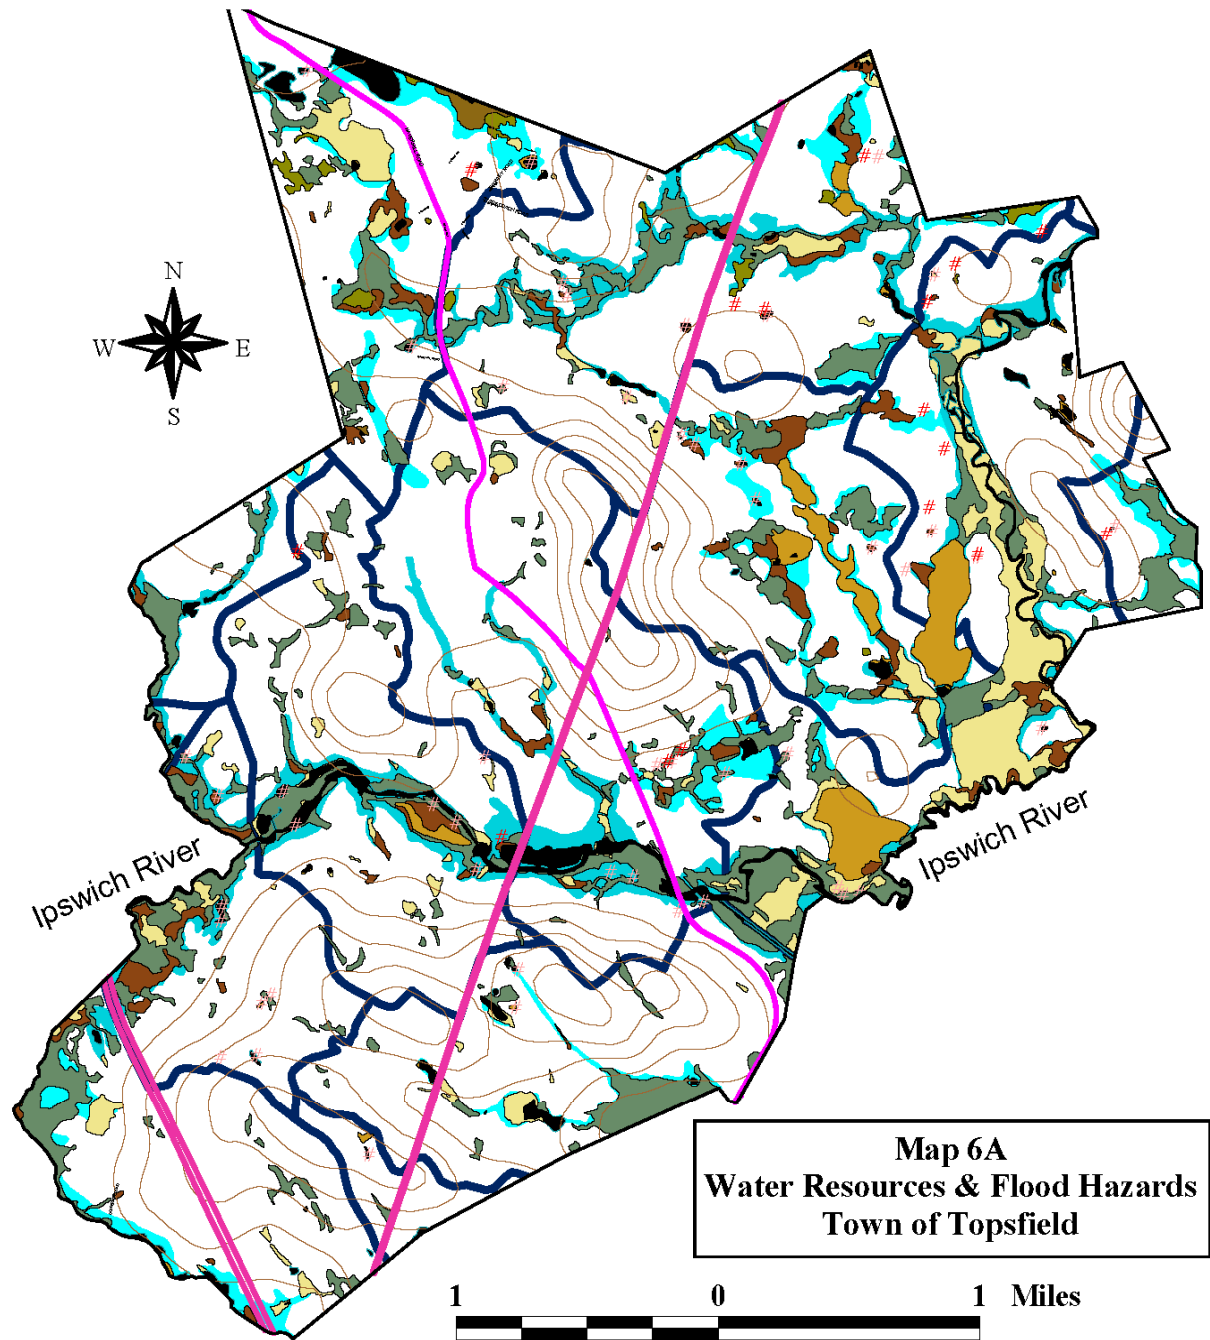 N
W E
S
Ipswich River
Ipswich River
Map 6A
Water Resources & Flood Hazards
Town of Topsfield
1 0 1 Miles